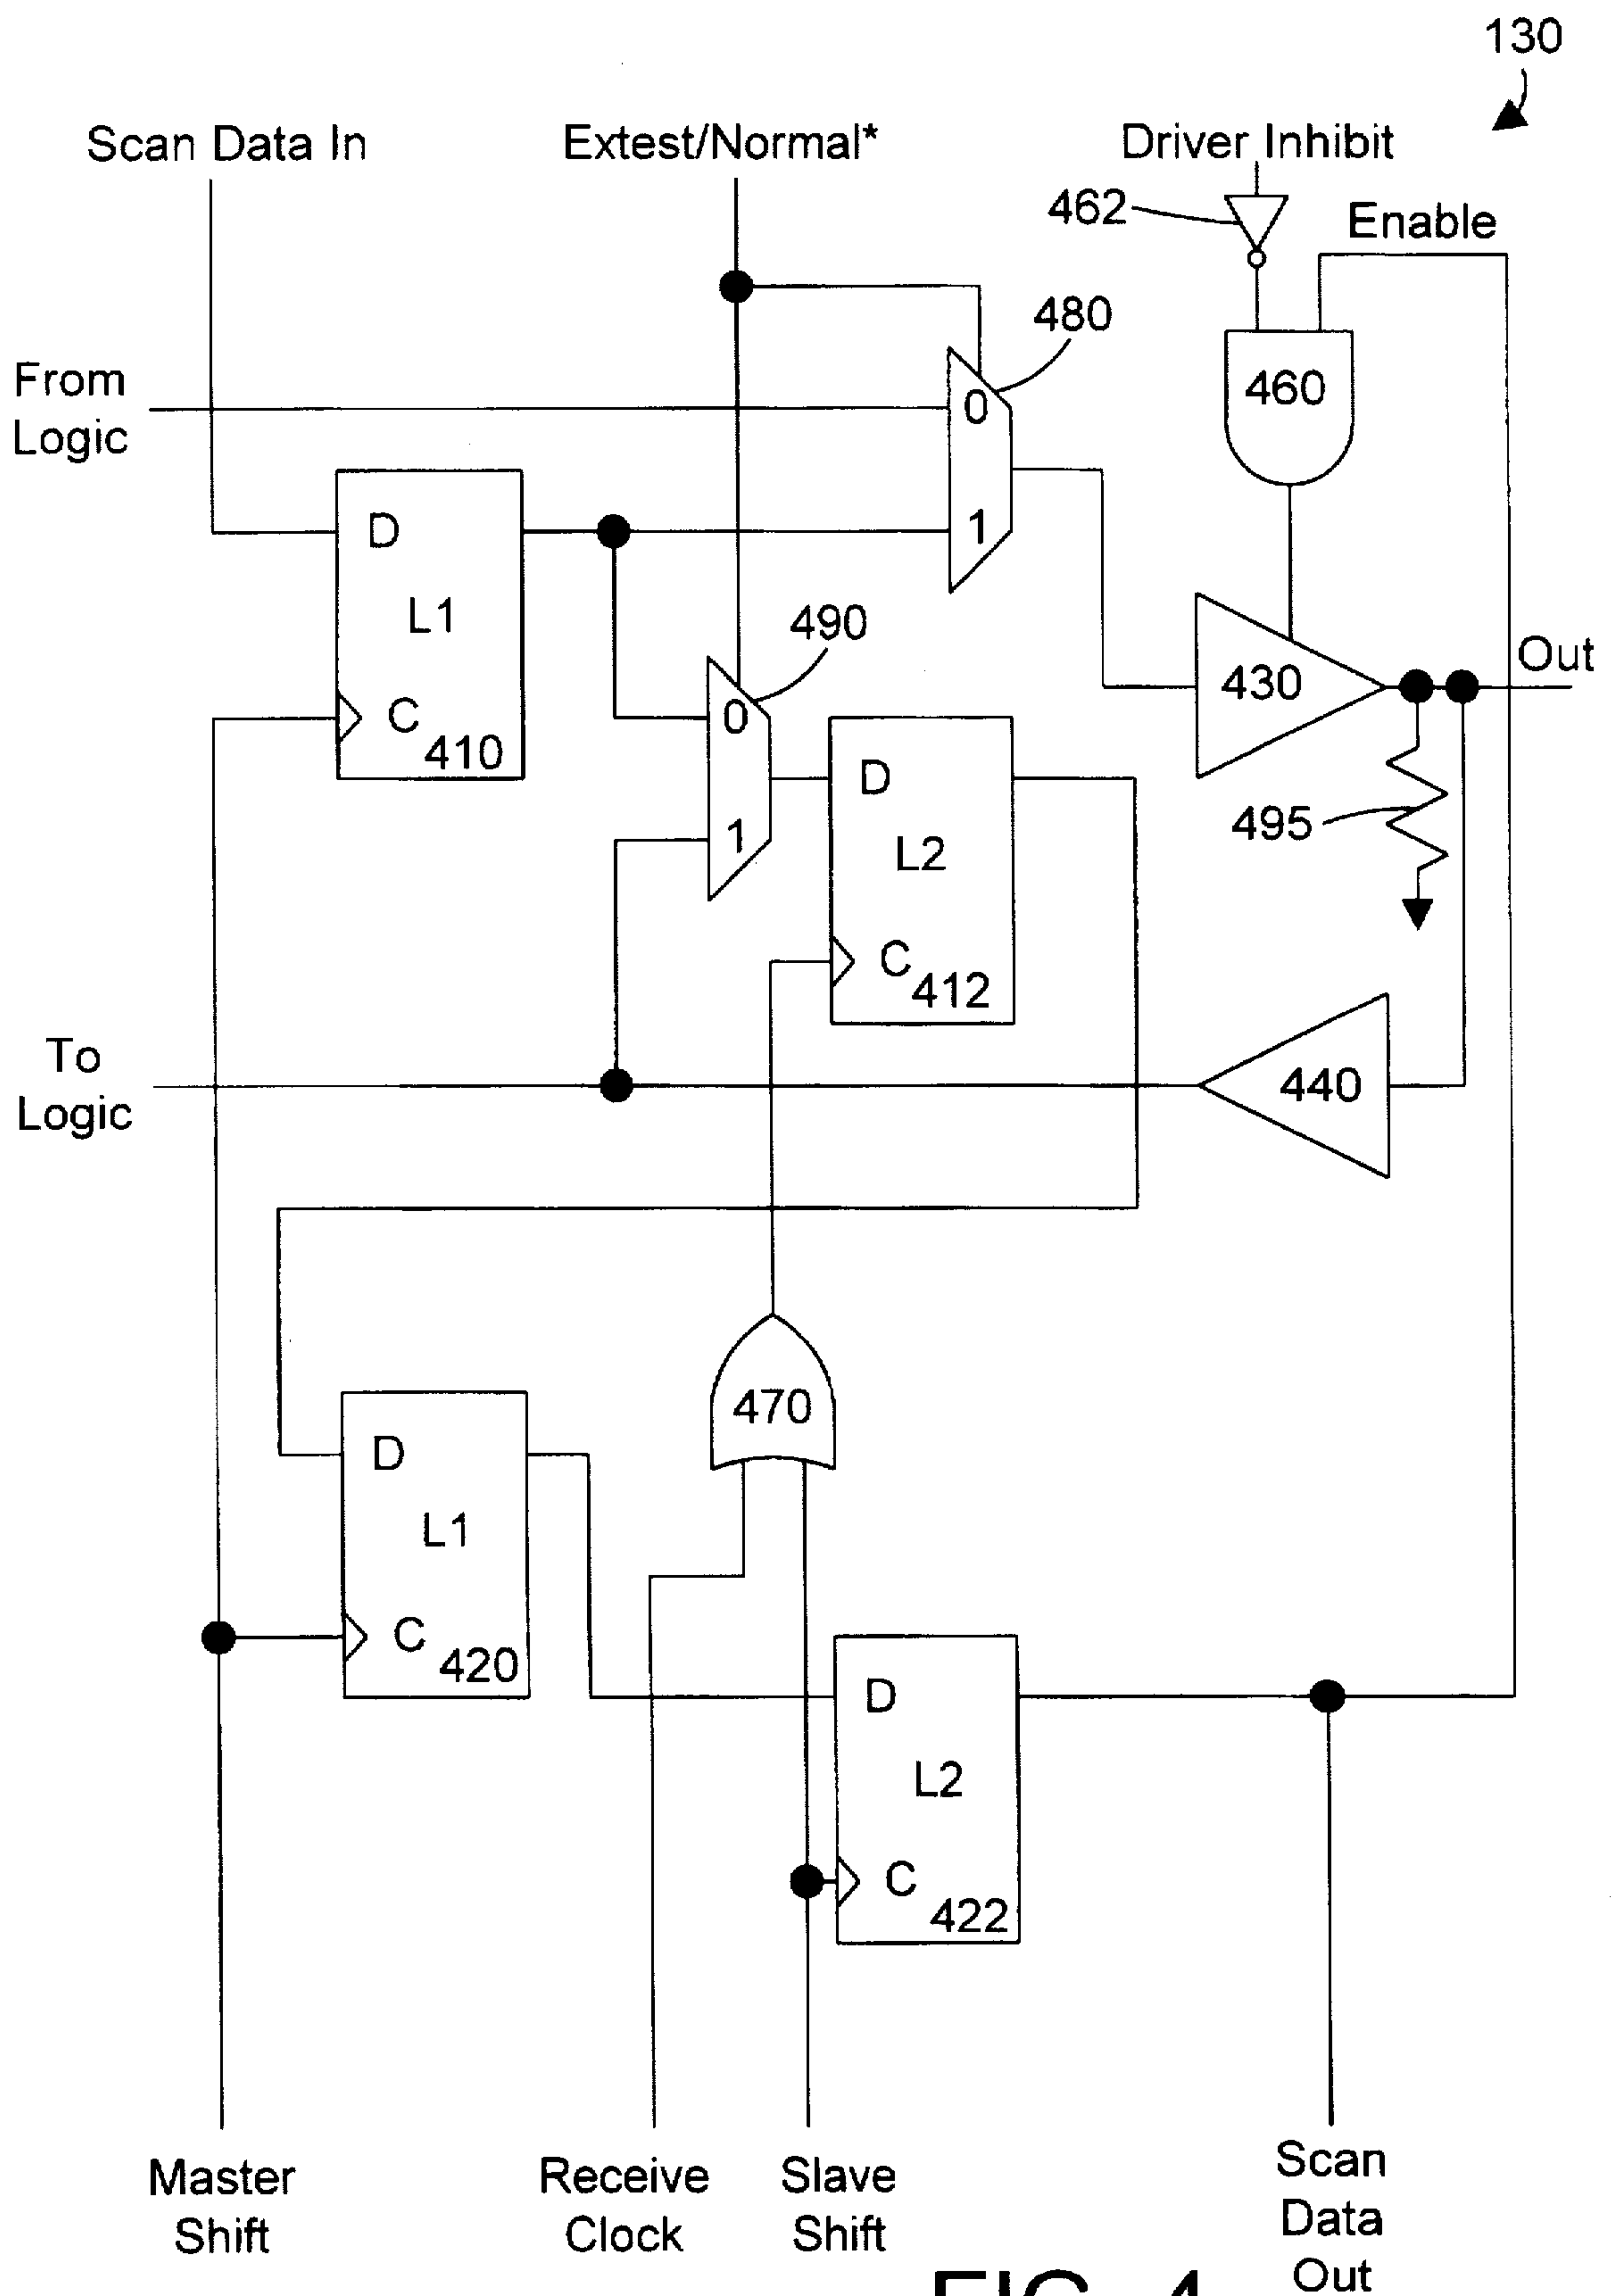 130
Scan Data In
Extest/Normal*
Driver Inhibit
462
Enable
480
From
Logic
0
460
1
D
L1
C
410
490
0
1
430
Out
D
L2
C
412
495
To
Logic
440
470
D
L1
C
420
D
L2
C
422
Master
Shift
Receive
Clock
Slave
Shift
Scan
Data
Out
FIG. 4